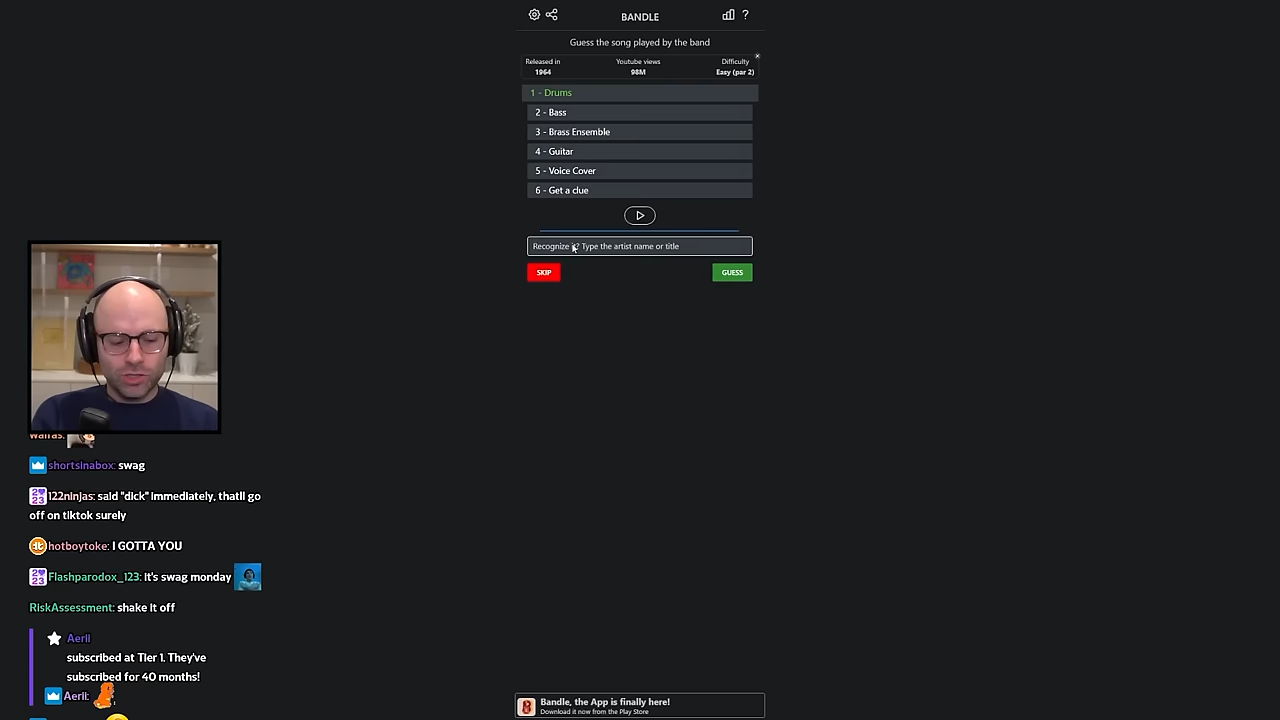 BANDLE
?
Guess the song played by the band
Released in
1964
Youtube views
98M
Difficulty
Easy (par 2)
x
1 - Drums
2 - Bass
3 - Brass Ensemble
4 - Guitar
5 - Voice Cover
6 - Get a clue
Recognize it? Type the artist name or title
SKIP
GUESS
shortsinabox: swag
122ninjas: said "dick" immediately, thatll go
off on tiktok surely
hotboytoke: I GOTTA YOU
Flashparodox_123: It's swag monday
RiskAssessment: shake it off
Aerii
subscribed at Tier 1. They've
subscribed for 40 months!
Aerii:
Bandle, the App is finally here!
Download it now from the Play Store